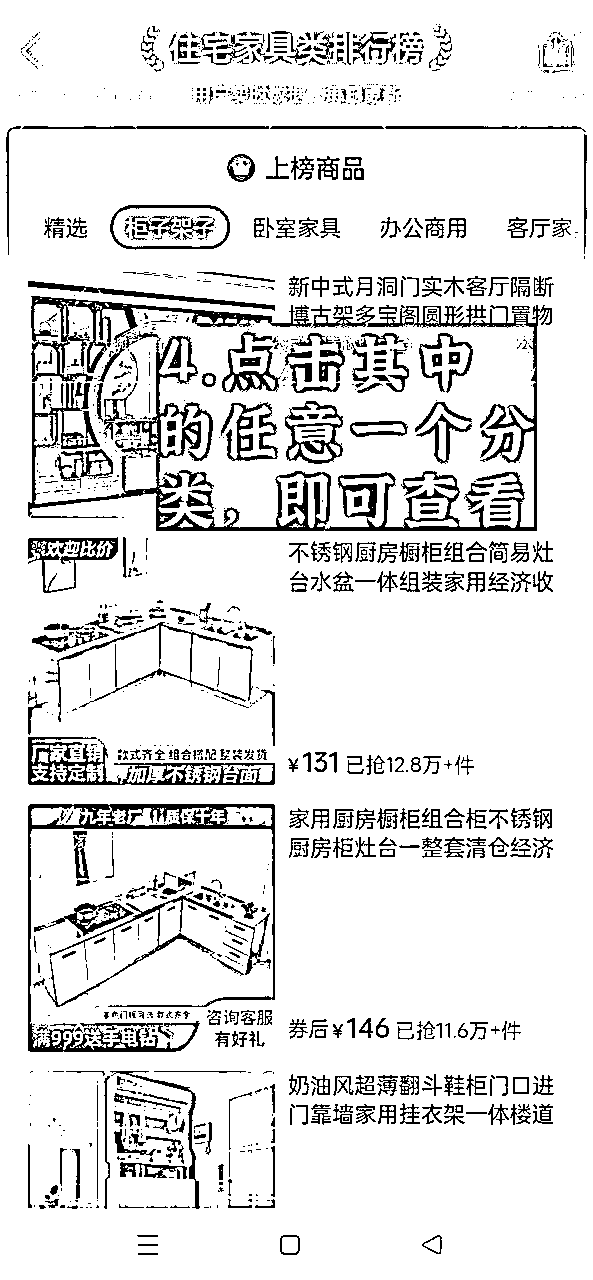 住宅家具类排行榜
上榜商品
精选
柜子架子
卧室家具
办公商用
客厅家
新中式月洞门实木客厅隔断
博古架多宝阁圆形拱门置物
4.点击其中
的任意一个分
类，即可查看
欢迎比价
不锈钢厨房橱柜组合简易灶
台水盆一体组装家用经济收
厂家直销
支持定制
款式齐全 组合搭配 整装发货
加厚不锈钢台面
¥131 已抢12.8万+件
九年老厂 质保十年
家用厨房橱柜组合柜不锈钢
厨房柜灶台一整套清仓经济
咨询客服
有好礼
满999送手电钻
券后¥146 已抢11.6万+件
奶油风超薄翻斗鞋柜门口进
门靠墙家用挂衣架一体楼道